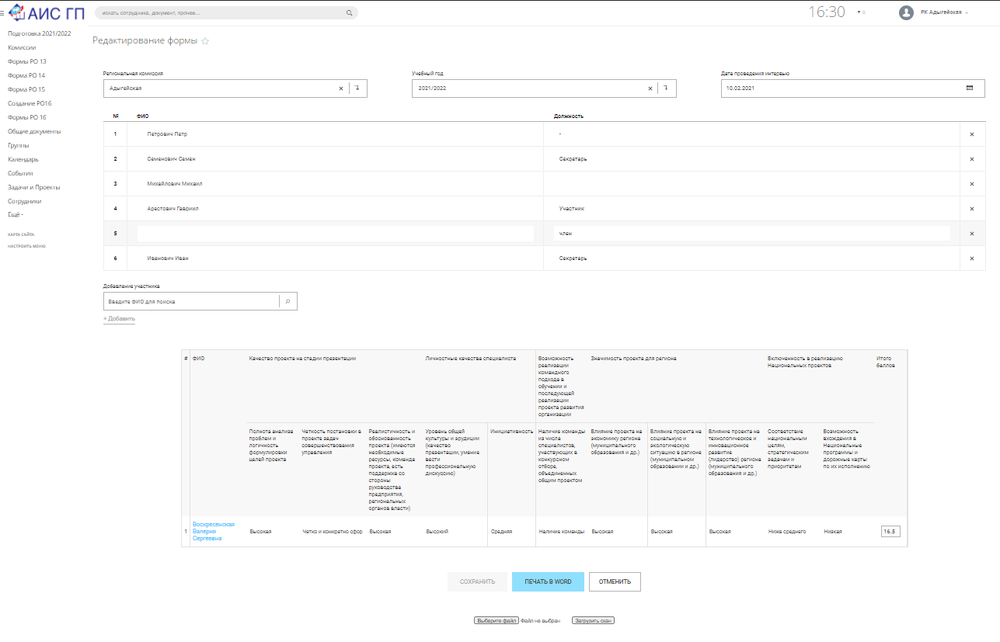 АИС ГП
искать сотрудника, документ, прочее...
16:30
0
РК Адыгейская
Подготовка 2021/2022
Комиссии
Формы РО 13
Форма РО 14
Форма РО 15
Создание РО16
Формы РО 16
Общие документы
Группы
Календарь
События
Задачи и Проекты
Сотрудники
Ещё -
КАРТА САЙТА
НАСТРОИТЬ МЕНЮ
Редактирование формы
Региональная комиссия
Адыгейская
Учебный год
2021/2022
Дата проведения интервью
10.02.2021
№ ФИО Должность
1 Петрович Петр -
2 Семенович Семен Секретарь
3 Михайлович Михаил
4 Арестович Гавриил Участник
5 член
6 Иванович Иван Секретарь
Добавление участника
Введите ФИО для поиска
+ Добавить
# ФИО
Качество проекта на стадии презентации
Личностные качества специалиста
Возможность
реализации
командного
подхода в
обучении и
последующей
реализации
проекта развития
организации
Значимость проекта для региона
Включенность в реализацию
Национальных проектов
Итого
баллов
Полнота анализа
проблем и
логичность
формулировки
целей проекта
Четкость постановки в
проекте задач
совершенствования
управления
Реалистичность и
обоснованность
проекта (имеются
необходимые
ресурсы, команда
проекта, есть
поддержка со
стороны
руководства
предприятия,
региональных
органов власти)
Уровень общей
культуры и эрудиции
(качество
презентации, умение
вести
профессиональную
дискуссию)
Инициативность
Наличие команды
из числа
специалистов,
участвующих в
конкурсном
отборе,
объединенных
общим проектом
Влияние проекта на
экономику региона
(муниципального
образования и др.)
Влияние проекта на
социальную и
экологическую
ситуацию в регионе
(муниципальном
образовании и др.)
Влияние проекта на
технологическое и
инновационное
развитие
(лидерство) региона
(муниципального
образования и др.)
Соответствие
национальным
целям,
стратегическим
задачам и
приоритетам
Возможность
вхождения в
Национальные
программы и
дорожные карты
по их исполнению
1
Воскресенская
Валерия
Сергеевна
Высокая
Четко и конкретно сфор
Высокая
Высокий
Средняя
Наличие команды
Высокая
Высокая
Высокая
Ниже среднего
Низкая
16.5
СОХРАНИТЬ
ПЕЧАТЬ В WORD
ОТМЕНИТЬ
Выберите файл
Файл не выбран
Загрузить скан